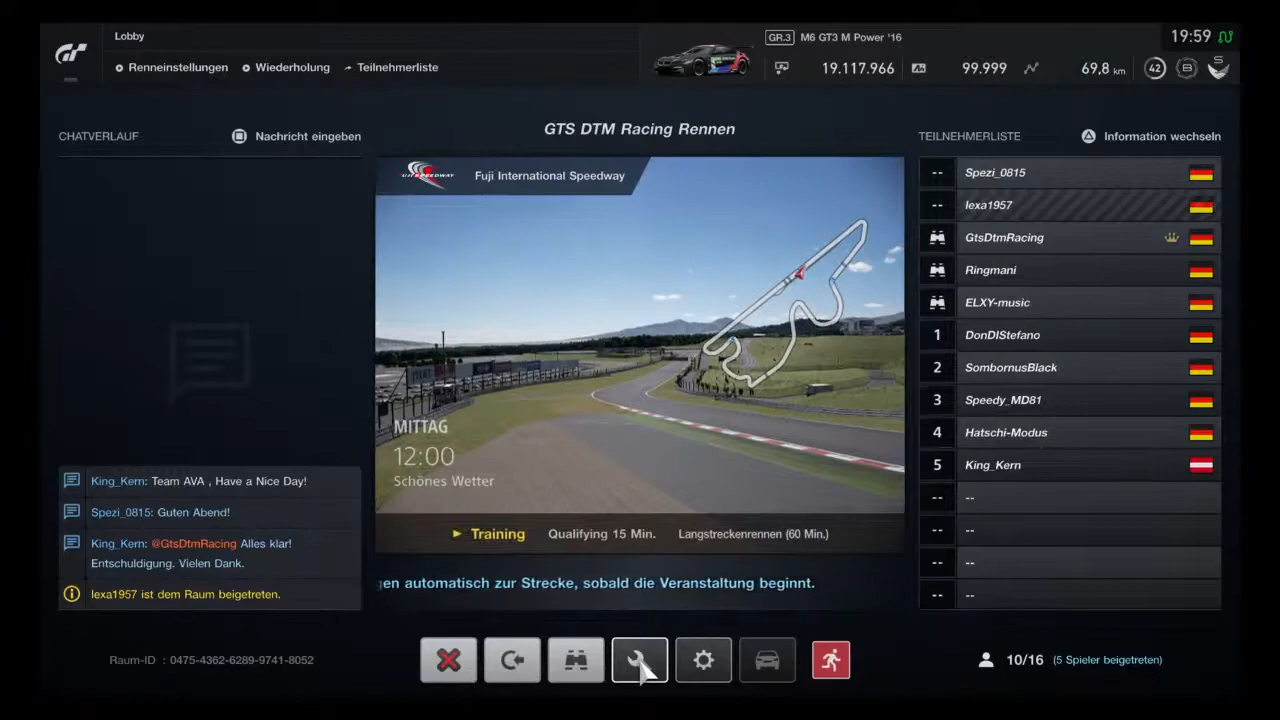 Lobby
GR.3 M6 GT3 M Power '16
19:59
Renneinstellungen Wiederholung Teilnehmerliste
19.117.966 99.999 69,8 km 42 B S
CHATVERLAUF Nachricht eingeben
GTS DTM Racing Rennen
TEILNEHMERLISTE Information wechseln
FUJI SPEEDWAY Fuji International Speedway
-- Spezi_0815
-- lexa1957
GtsDtmRacing
Ringmani
ELXY-music
1 DonDIStefano
2 SombornusBlack
3 Speedy_MD81
4 Hatschi-Modus
5 King_Kern
-- --
-- --
-- --
-- --
MITTAG
12:00
Schönes Wetter
King_Kern: Team AVA , Have a Nice Day!
Spezi_0815: Guten Abend!
King_Kern: @GtsDtmRacing Alles klar!
Entschuldigung. Vielen Dank.
lexa1957 ist dem Raum beigetreten.
Training Qualifying 15 Min. Langstreckenrennen (60 Min.)
gen automatisch zur Strecke, sobald die Veranstaltung beginnt.
Raum-ID : 0475-4362-6289-9741-8052
10/16 (5 Spieler beigetreten)